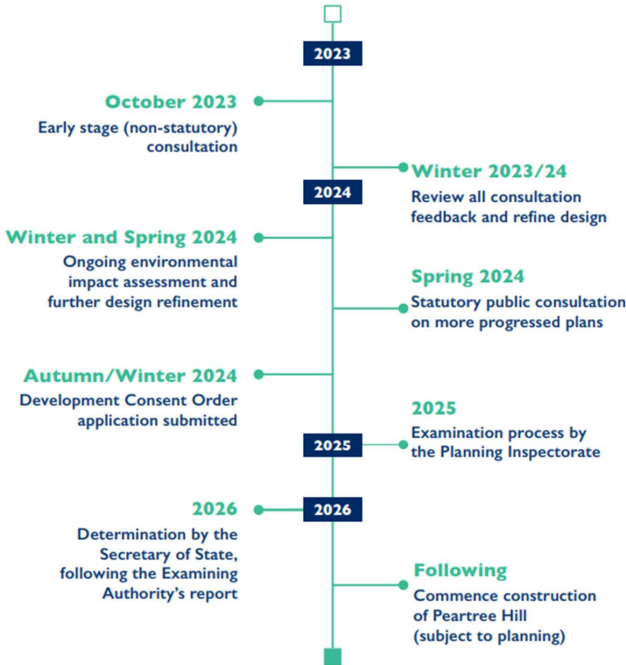 2023
October 2023
Early stage (non-statutory)
consultation
Winter 2023/24
Review all consultation
feedback and refine design
2024
Winter and Spring 2024
Ongoing environmental
impact assessment and
further design refinement
Spring 2024
Statutory public consultation
on more progressed plans
Autumn/Winter 2024
Development Consent Order
application submitted
2025
Examination process by
the Planning Inspectorate
2025
2026
Determination by the
Secretary of State,
following the Examining
Authority's report
2026
Following
Commence construction
of Peartree Hill
(subject to planning)